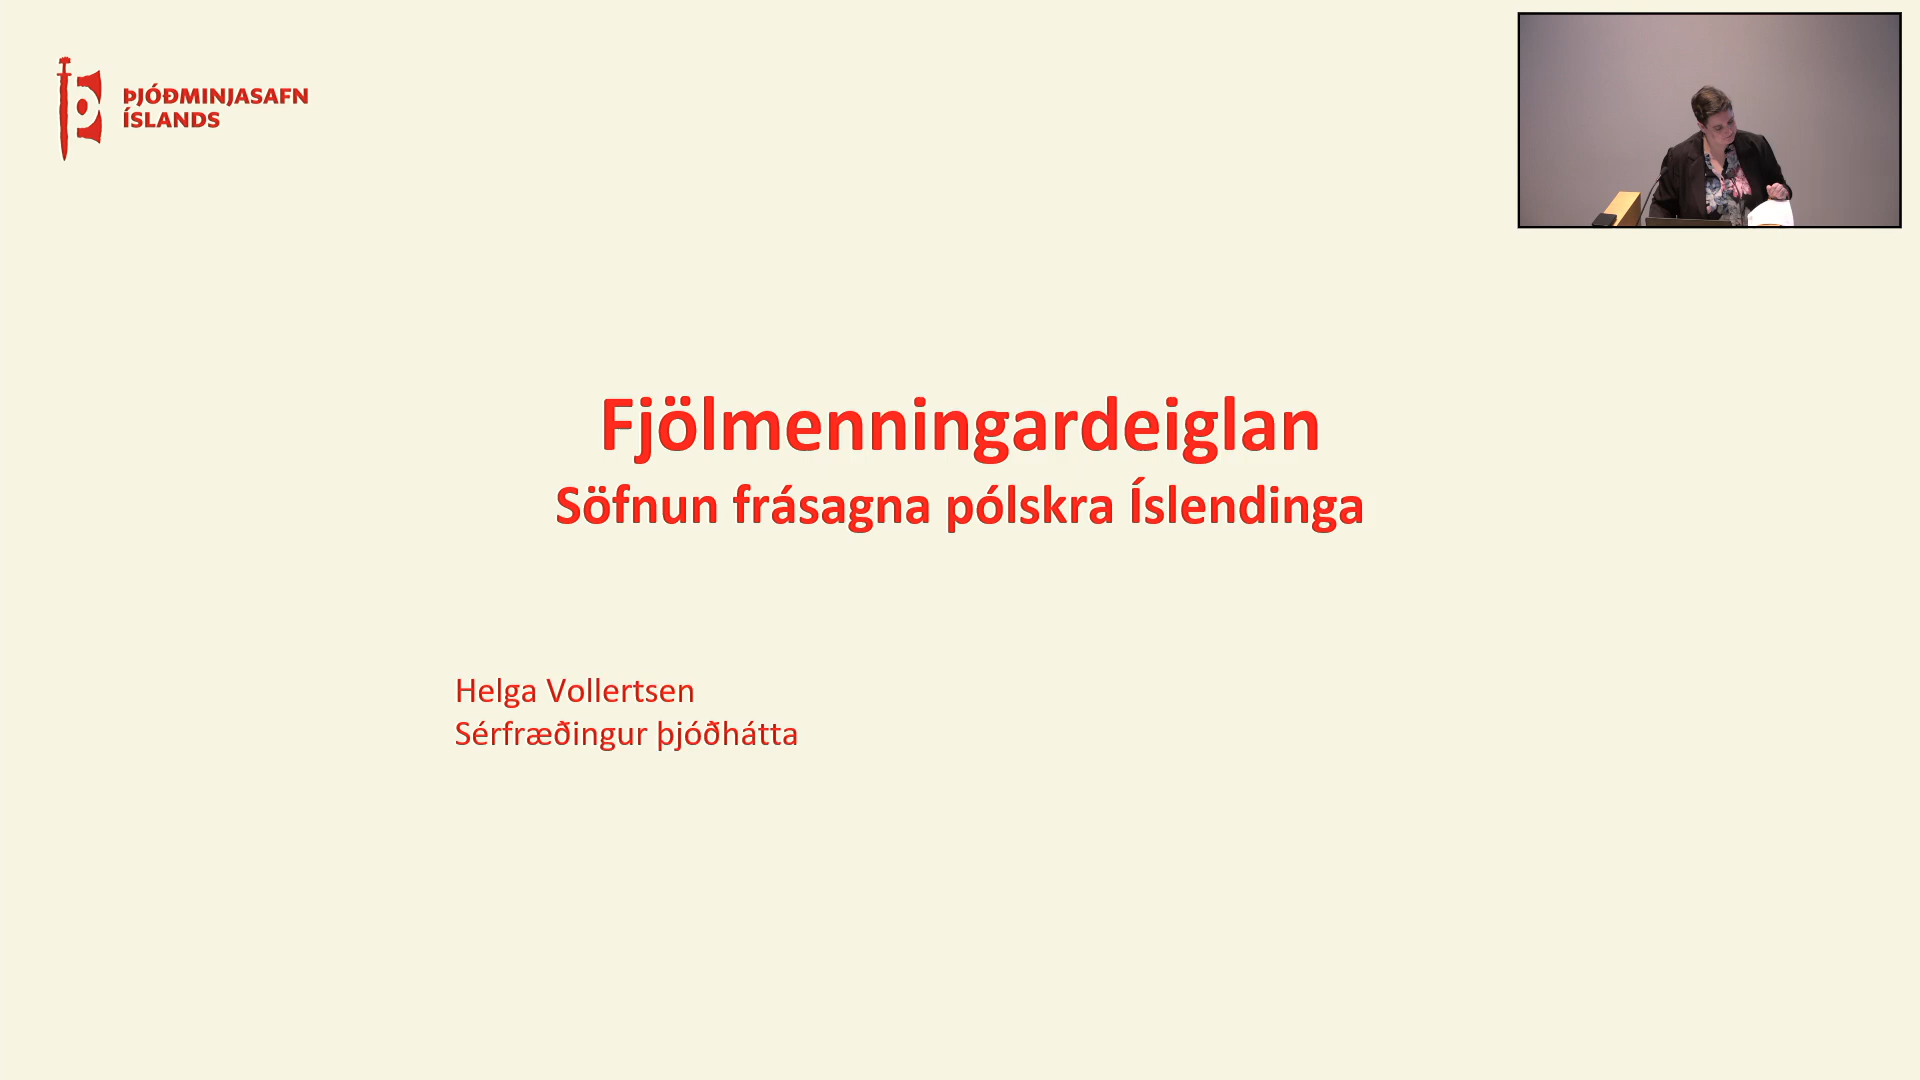 ÞJÓÐMINJASAFN
ÍSLANDS
Fjölmenningardeiglan
Söfnun frásagna pólskra Íslendinga
Helga Vollertsen
Sérfræðingur þjóðhátta